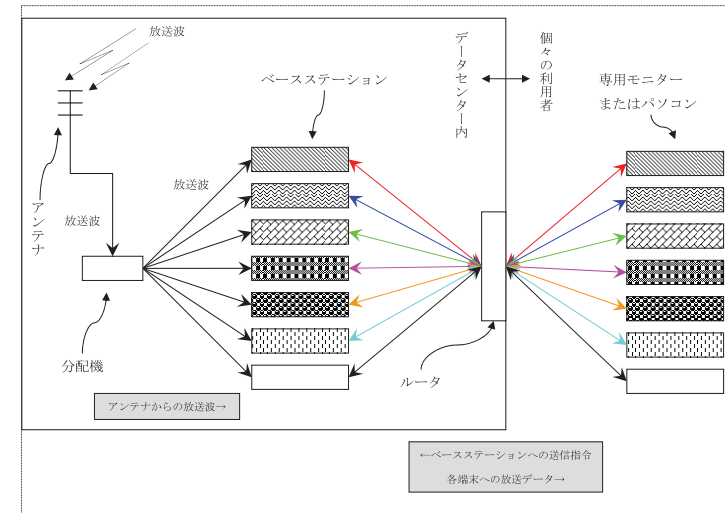 放送波
データセンター内
個々の利用者
ベースステーション
専用モニター
またはパソコン
放送波
アンテナ
放送波
分配機
ルータ
アンテナからの放送波→
←ベースステーションへの送信指令
各端末への放送データ→